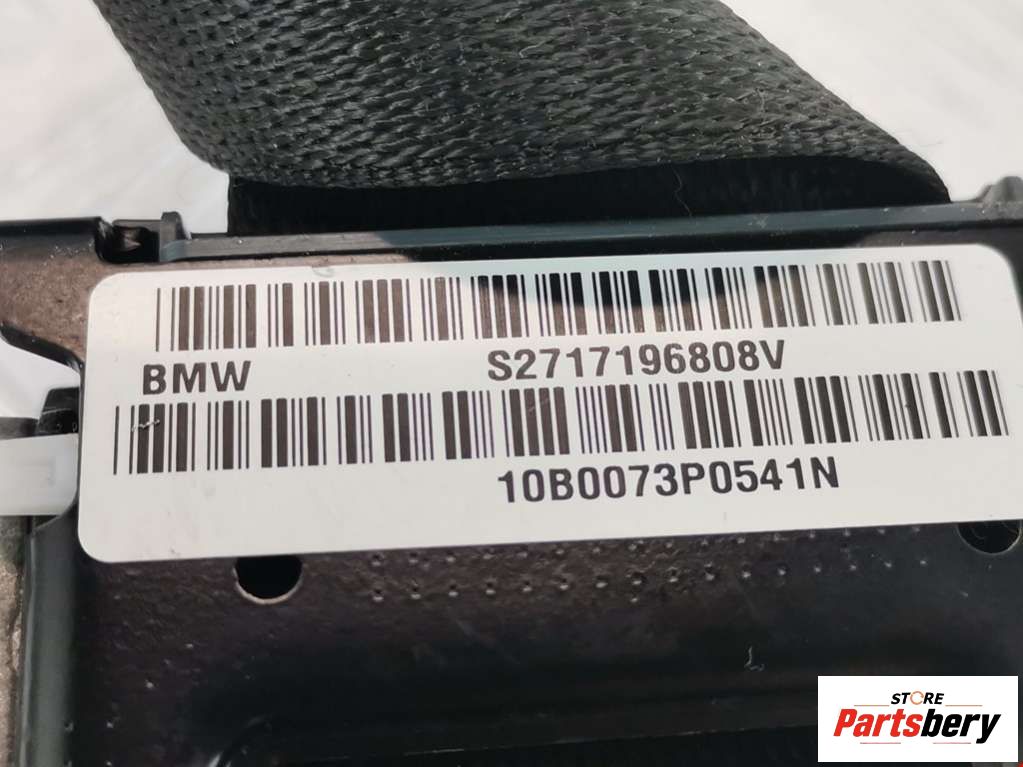 BMW S2717196808V
10B0073P0541N
STORE
Partsbery